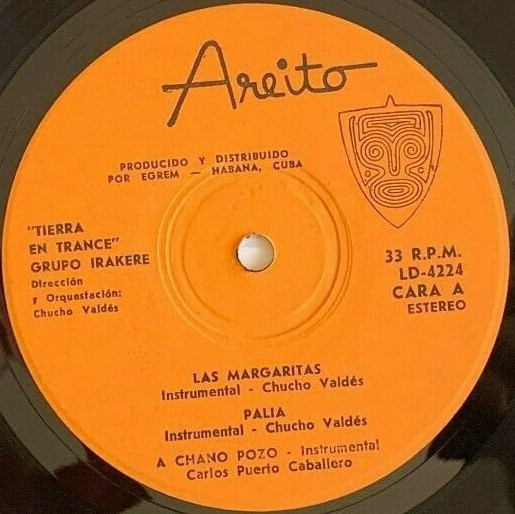 Areito
PRODUCIDO Y DISTRIBUIDO
POR EGREM — HABANA, CUBA
"TIERRA
EN TRANCE"
GRUPO IRAKERE
Dirección
y Orquestación:
Chucho Valdés
33 R.P.M.
LD-4224
CARA A
ESTEREO
LAS MARGARITAS
Instrumental - Chucho Valdés
PALIA
Instrumental - Chucho Valdés
A CHANO POZO - Instrumental
Carlos Puerto Caballero